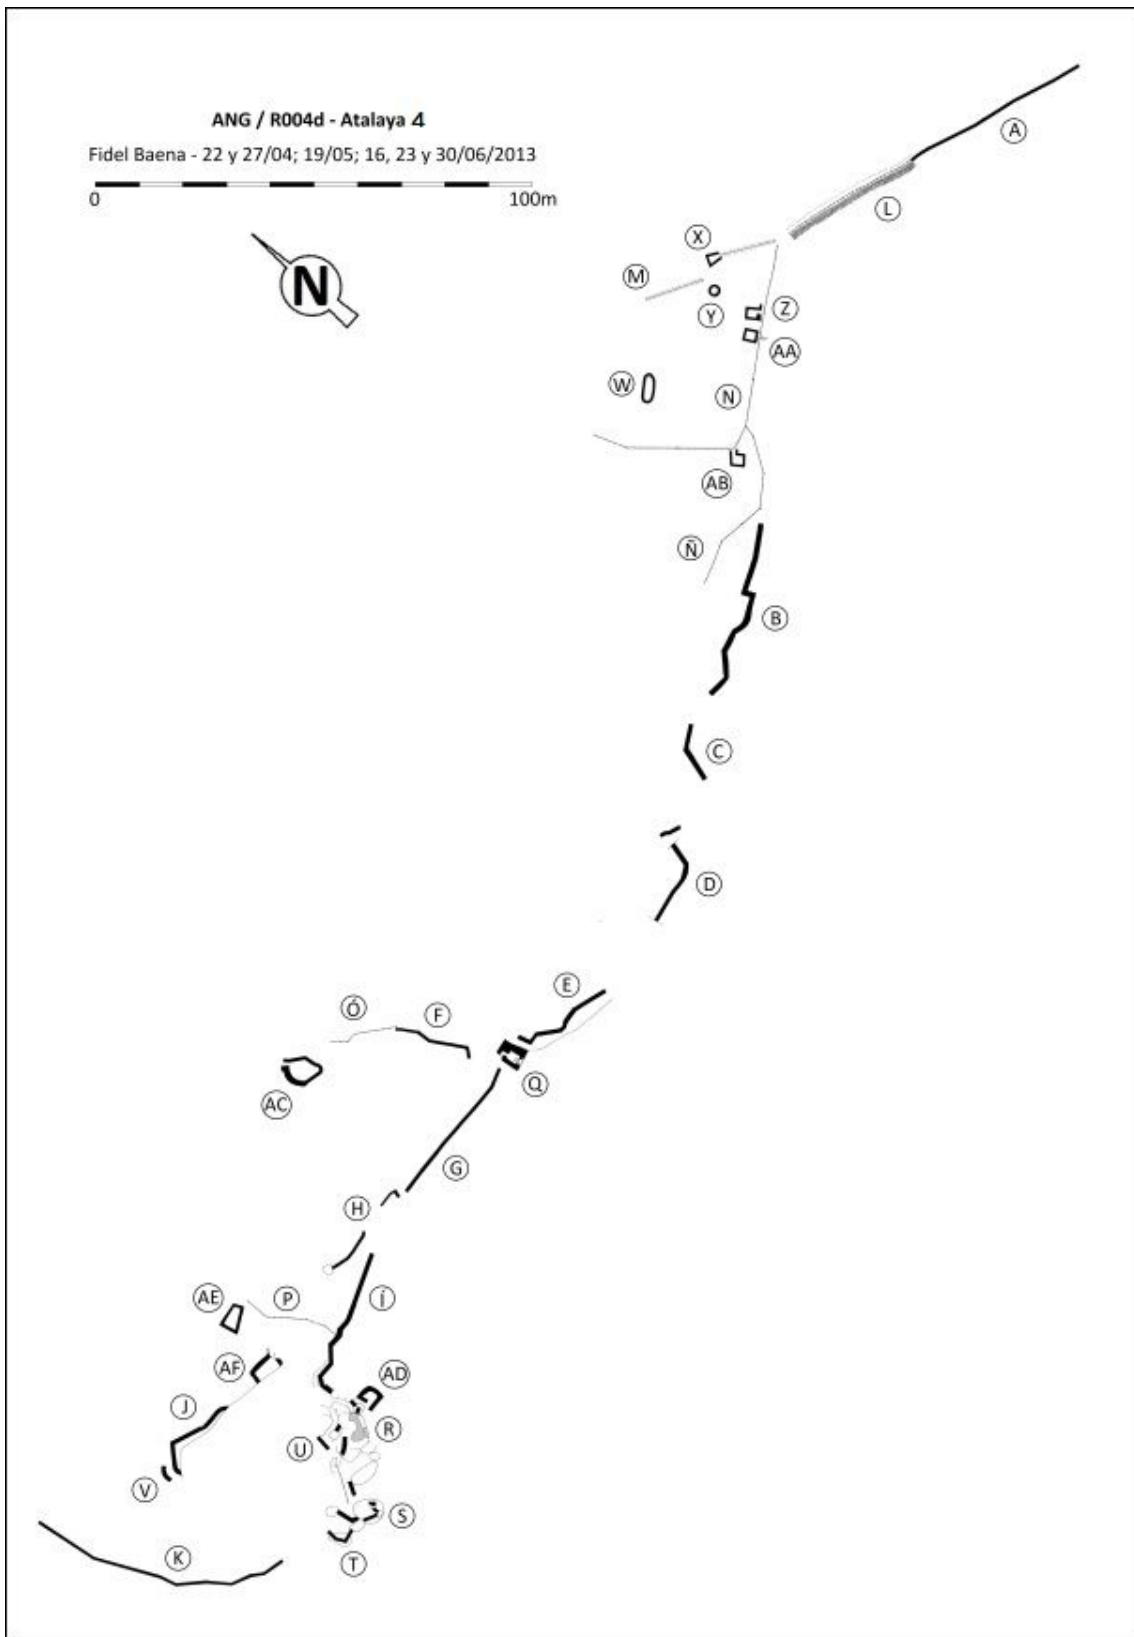 ANG / R004d - Atalaya 4
Fidel Baena - 22 y 27/04; 19/05; 16, 23 y 30/06/2013
0 100m
N
A
L
X
M
Y
Z
AA
W
N
AB
Ñ
B
C
D
E
Ó
F
Q
AC
G
H
AE
P
Í
AF
AD
J
R
U
V
S
K
T